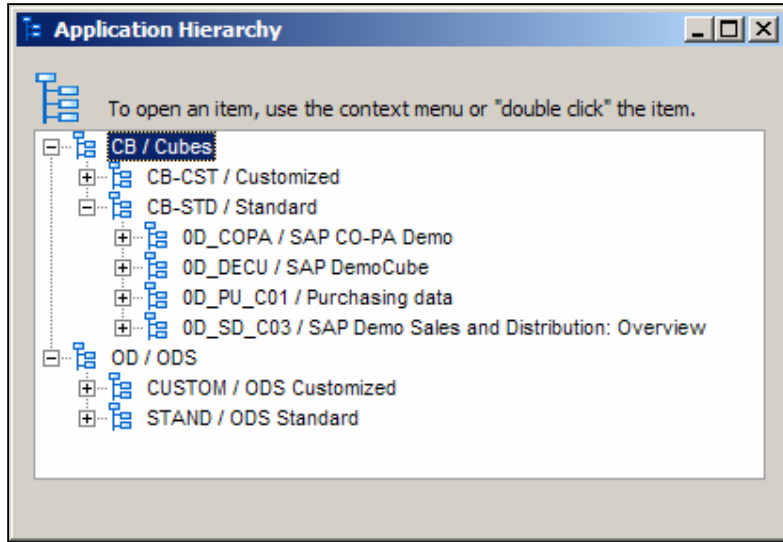 Application Hierarchy
To open an item, use the context menu or "double click" the item.
CB / Cubes
CB-CST / Customized
CB-STD / Standard
0D_COPA / SAP CO-PA Demo
0D_DECU / SAP DemoCube
0D_PU_C01 / Purchasing data
0D_SD_C03 / SAP Demo Sales and Distribution: Overview
OD / ODS
CUSTOM / ODS Customized
STAND / ODS Standard